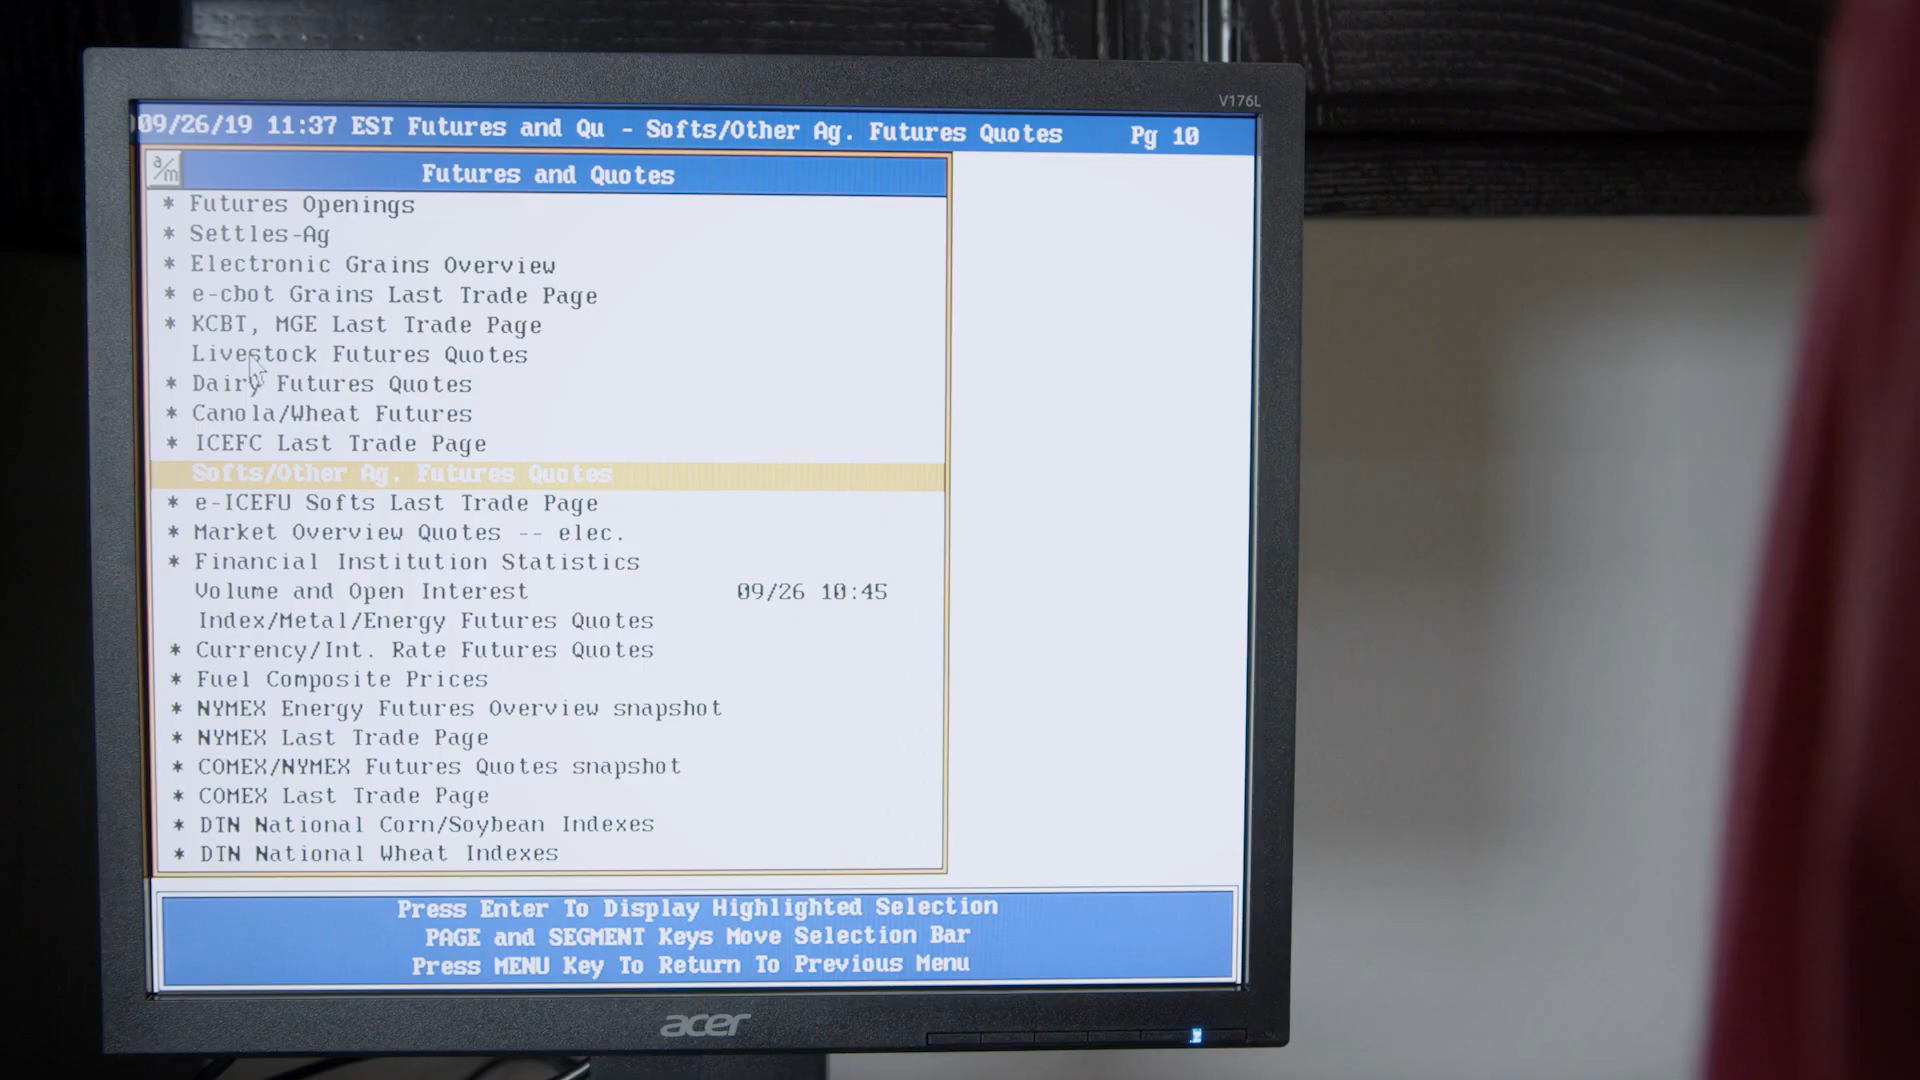 V176L
09/26/19 11:37 EST Futures and Qu - Softs/Other Ag. Futures Quotes Pg 10
a/m Futures and Quotes
* Futures Openings
* Settles-Ag
* Electronic Grains Overview
* e-cbot Grains Last Trade Page
* KCBT, MGE Last Trade Page
Livestock Futures Quotes
* Dairy Futures Quotes
* Canola/Wheat Futures
* ICEFC Last Trade Page
Softs/Other Ag. Futures Quotes
* e-ICEFU Softs Last Trade Page
* Market Overview Quotes -- elec.
* Financial Institution Statistics
Volume and Open Interest 09/26 10:45
Index/Metal/Energy Futures Quotes
* Currency/Int. Rate Futures Quotes
* Fuel Composite Prices
* NYMEX Energy Futures Overview snapshot
* NYMEX Last Trade Page
* COMEX/NYMEX Futures Quotes snapshot
* COMEX Last Trade Page
* DTN National Corn/Soybean Indexes
* DTN National Wheat Indexes
Press Enter To Display Highlighted Selection
PAGE and SEGMENT Keys Move Selection Bar
Press MENU Key To Return To Previous Menu
acer